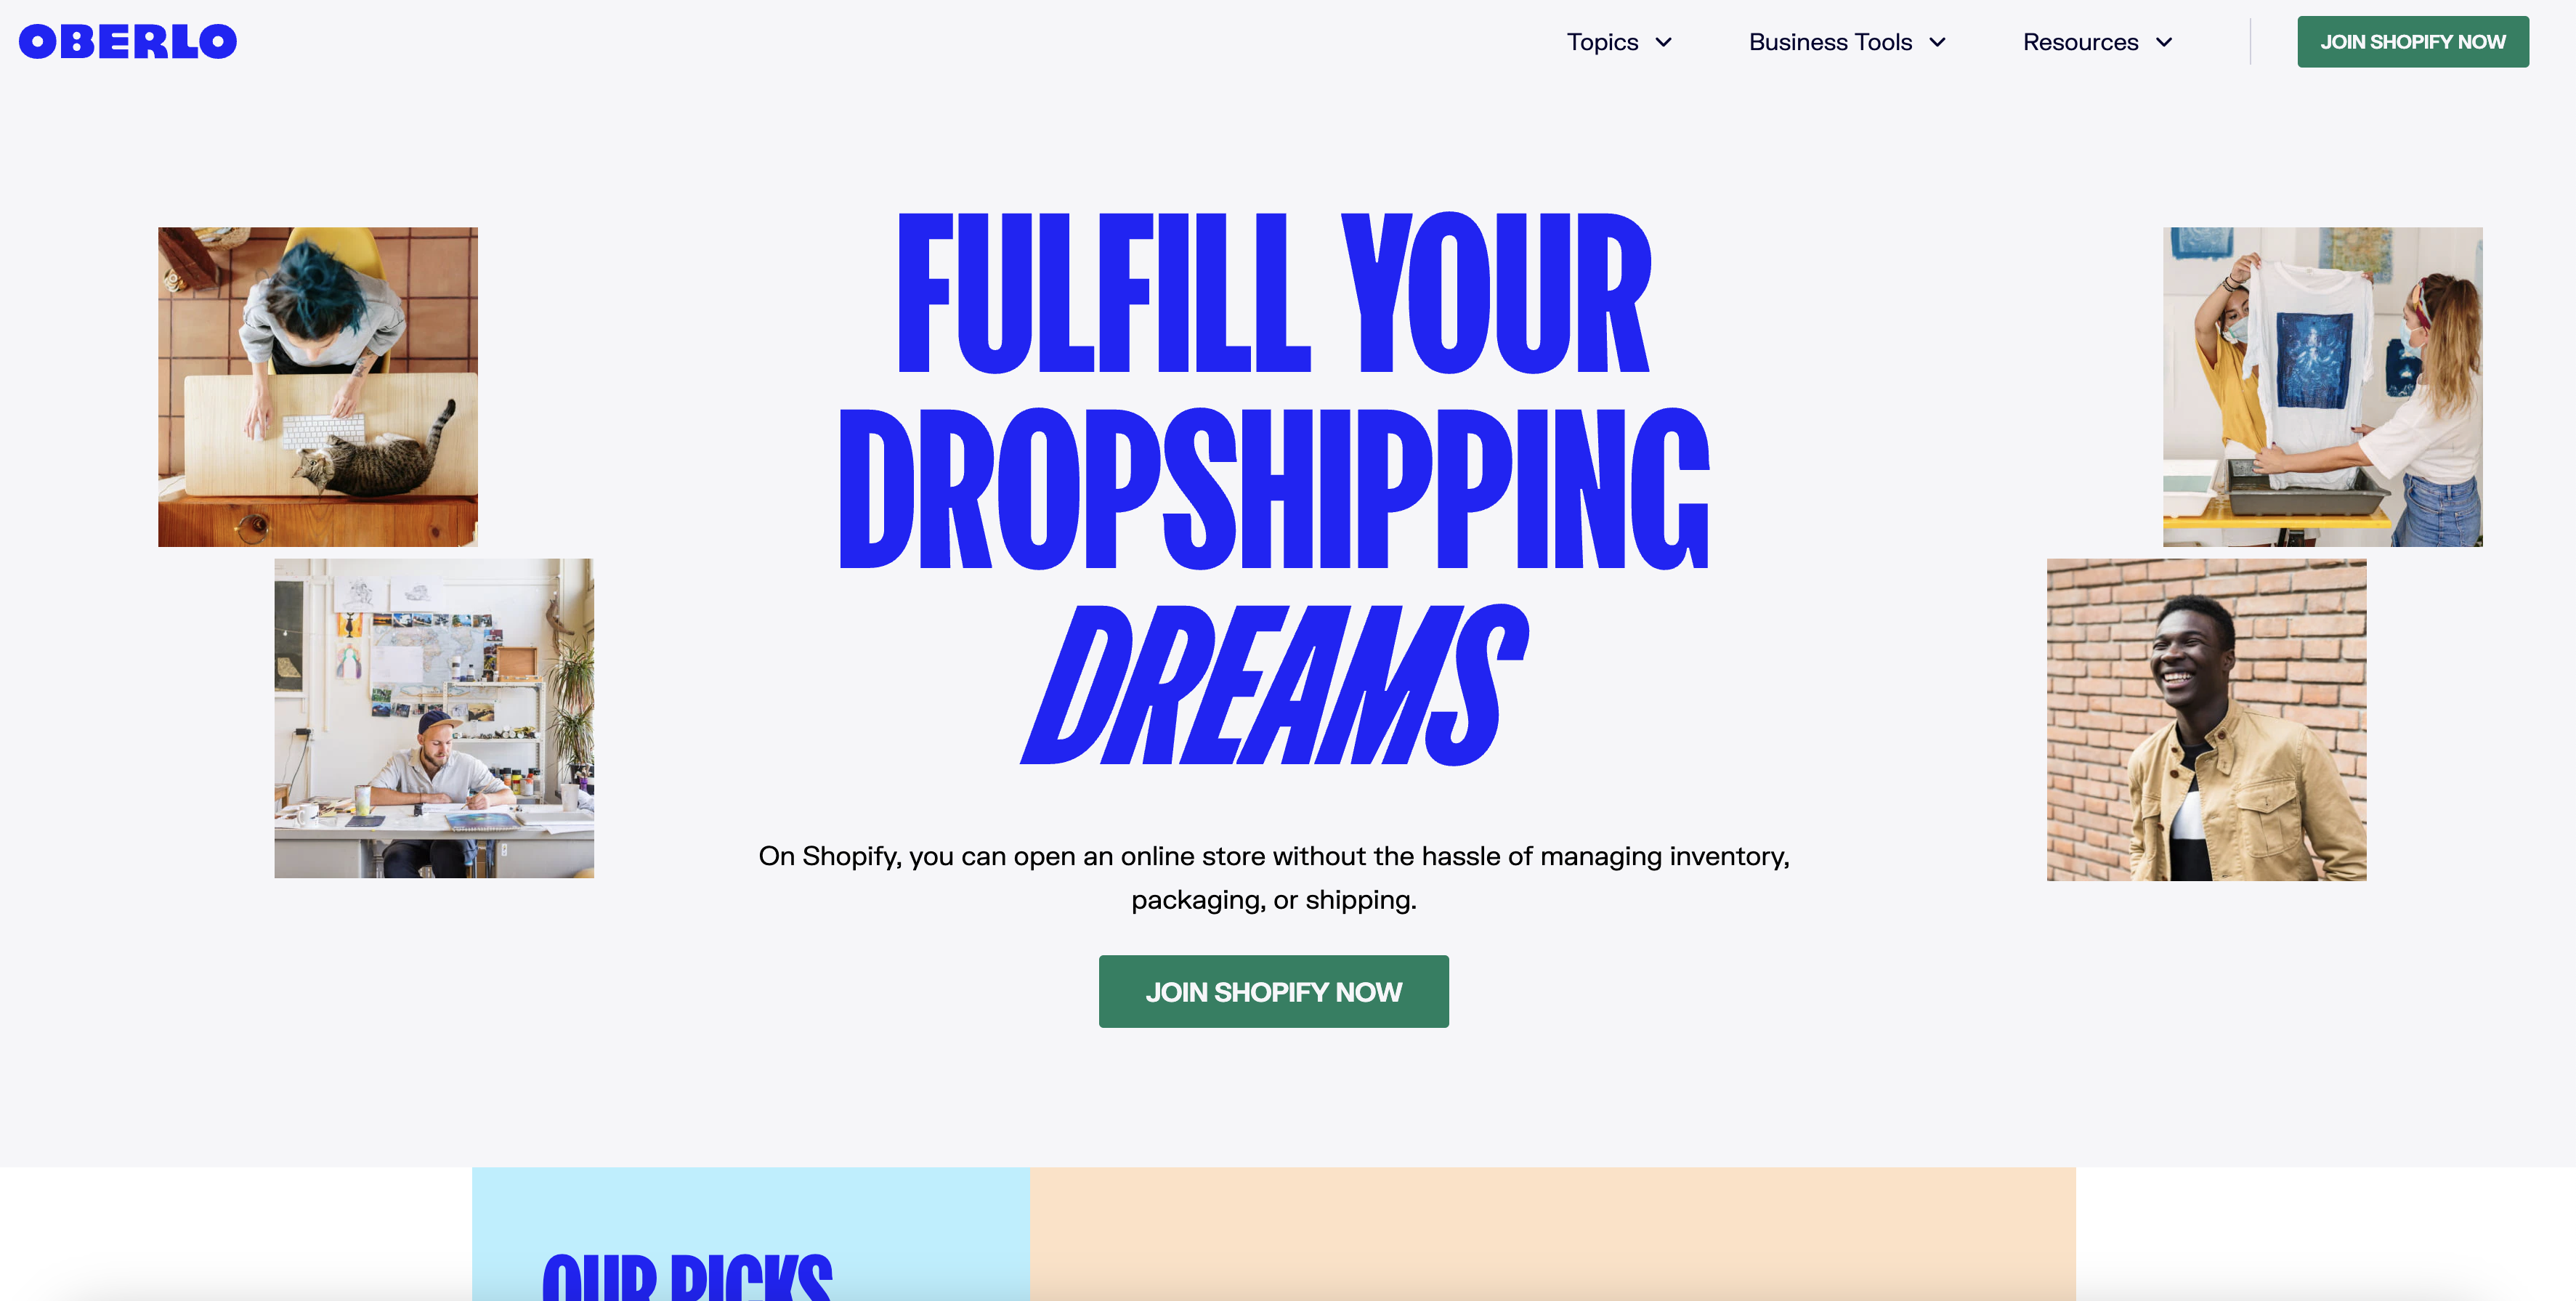 OBERLO
Topics
Business Tools
Resources
JOIN SHOPIFY NOW
FULFILL YOUR
DROPSHIPPING
DREAMS
On Shopify, you can open an online store without the hassle of managing inventory,
packaging, or shipping.
JOIN SHOPIFY NOW
OUR PICKS